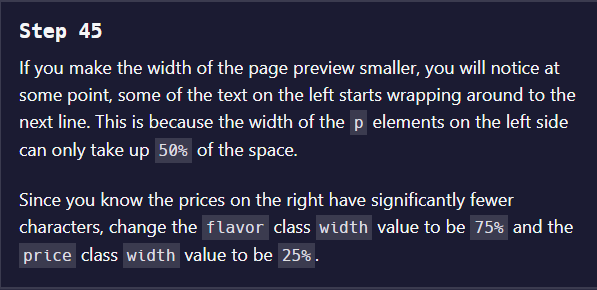 Step 45
If you make the width of the page preview smaller, you will notice at
some point, some of the text on the left starts wrapping around to the
next line. This is because the width of the p elements on the left side
can only take up 50% of the space.
Since you know the prices on the right have significantly fewer
characters, change the flavor class width value to be 75% and the
price class width value to be 25%.